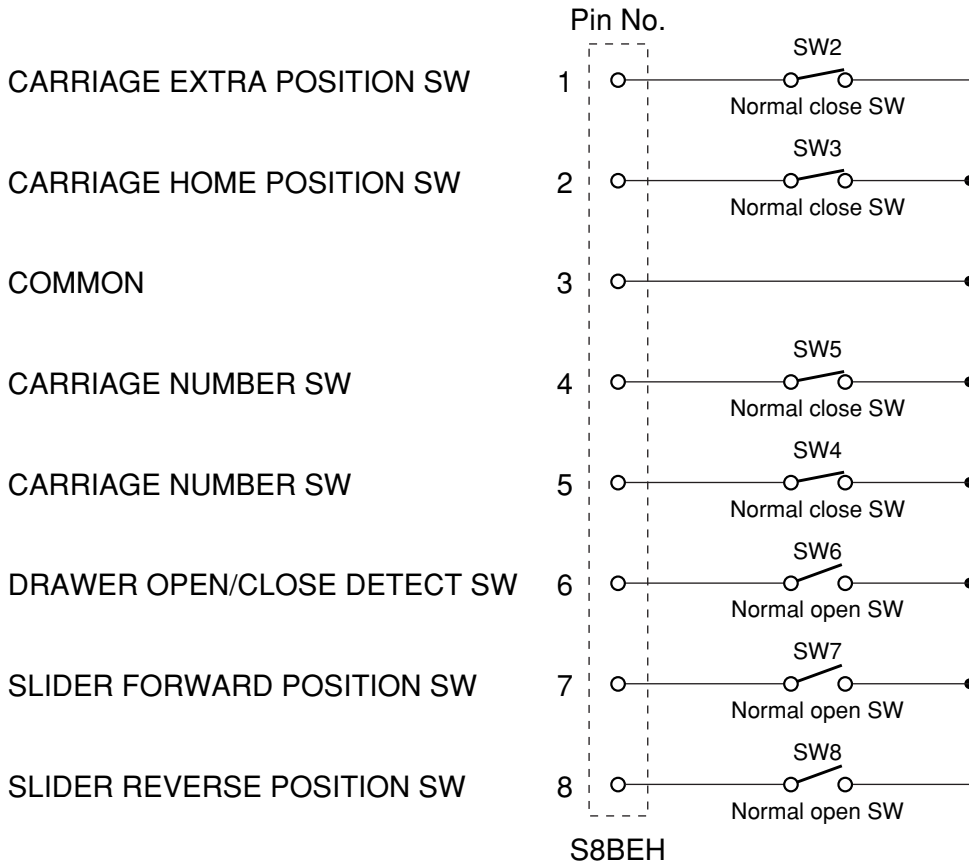 Pin No.
CARRIAGE EXTRA POSITION SW 1 SW2 Normal close SW
CARRIAGE HOME POSITION SW 2 SW3 Normal close SW
COMMON 3
CARRIAGE NUMBER SW 4 SW5 Normal close SW
CARRIAGE NUMBER SW 5 SW4 Normal close SW
DRAWER OPEN/CLOSE DETECT SW 6 SW6 Normal open SW
SLIDER FORWARD POSITION SW 7 SW7 Normal open SW
SLIDER REVERSE POSITION SW 8 SW8 Normal open SW
S8BEH